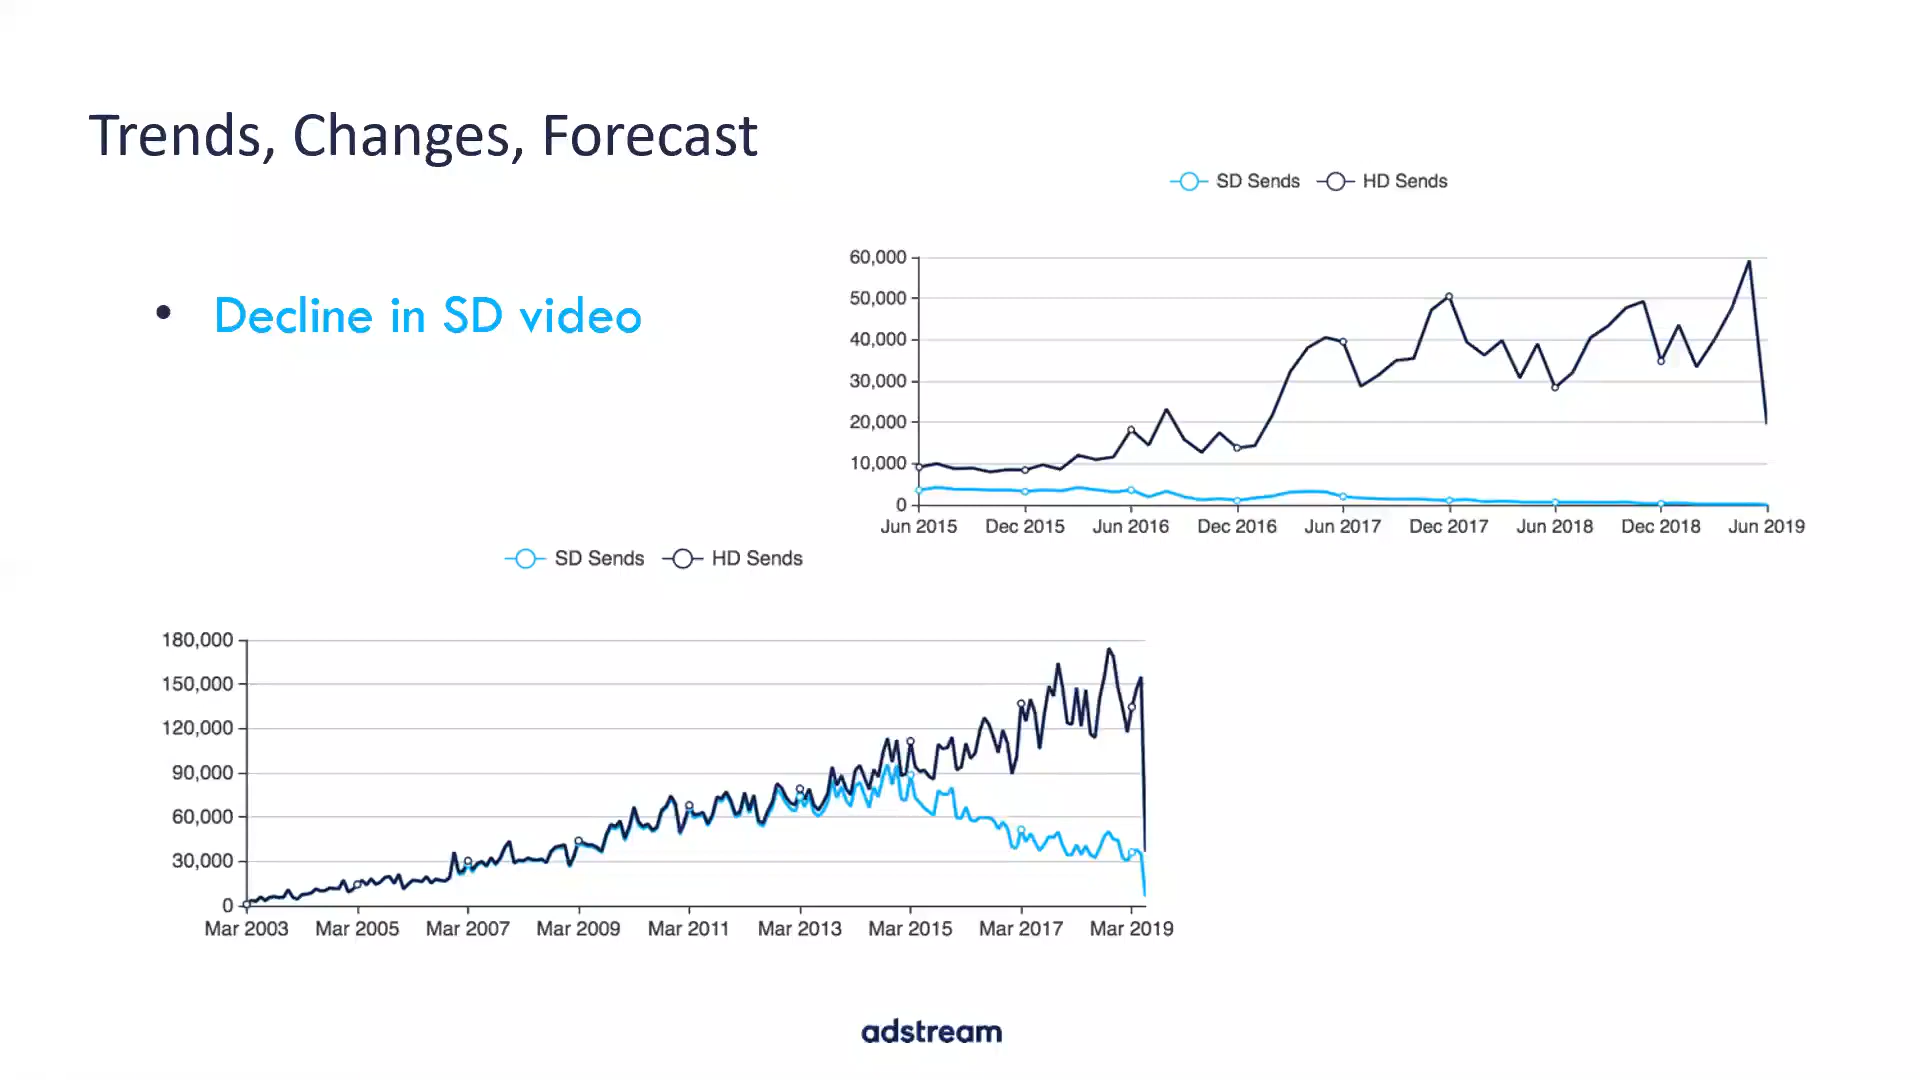 Trends, Changes, Forecast
• Decline in SD video
SD Sends HD Sends
60,000
50,000
40,000
30,000
20,000
10,000
0
Jun 2015 Dec 2015 Jun 2016 Dec 2016 Jun 2017 Dec 2017 Jun 2018 Dec 2018 Jun 2019
SD Sends HD Sends
180,000
150,000
120,000
90,000
60,000
30,000
0
Mar 2003 Mar 2005 Mar 2007 Mar 2009 Mar 2011 Mar 2013 Mar 2015 Mar 2017 Mar 2019
adstream